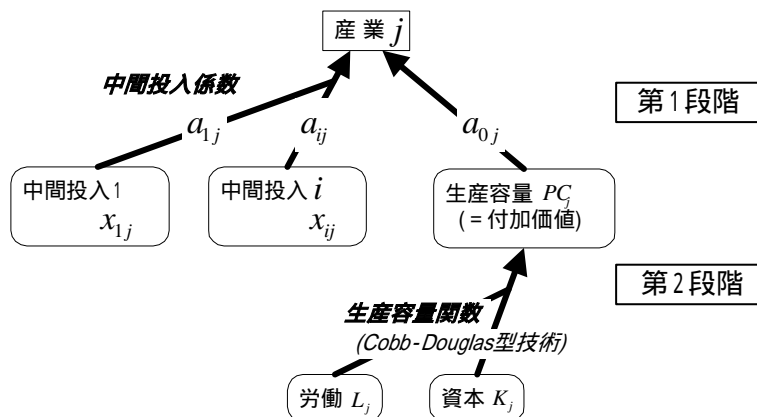 産業 j
中間投入係数
第1段階
a1j
aij
a0j
中間投入1
x1j
中間投入 i
xij
生産容量 PCj
(=付加価値)
第2段階
生産容量関数
(Cobb-Douglas型技術)
労働 Lj
資本 Kj